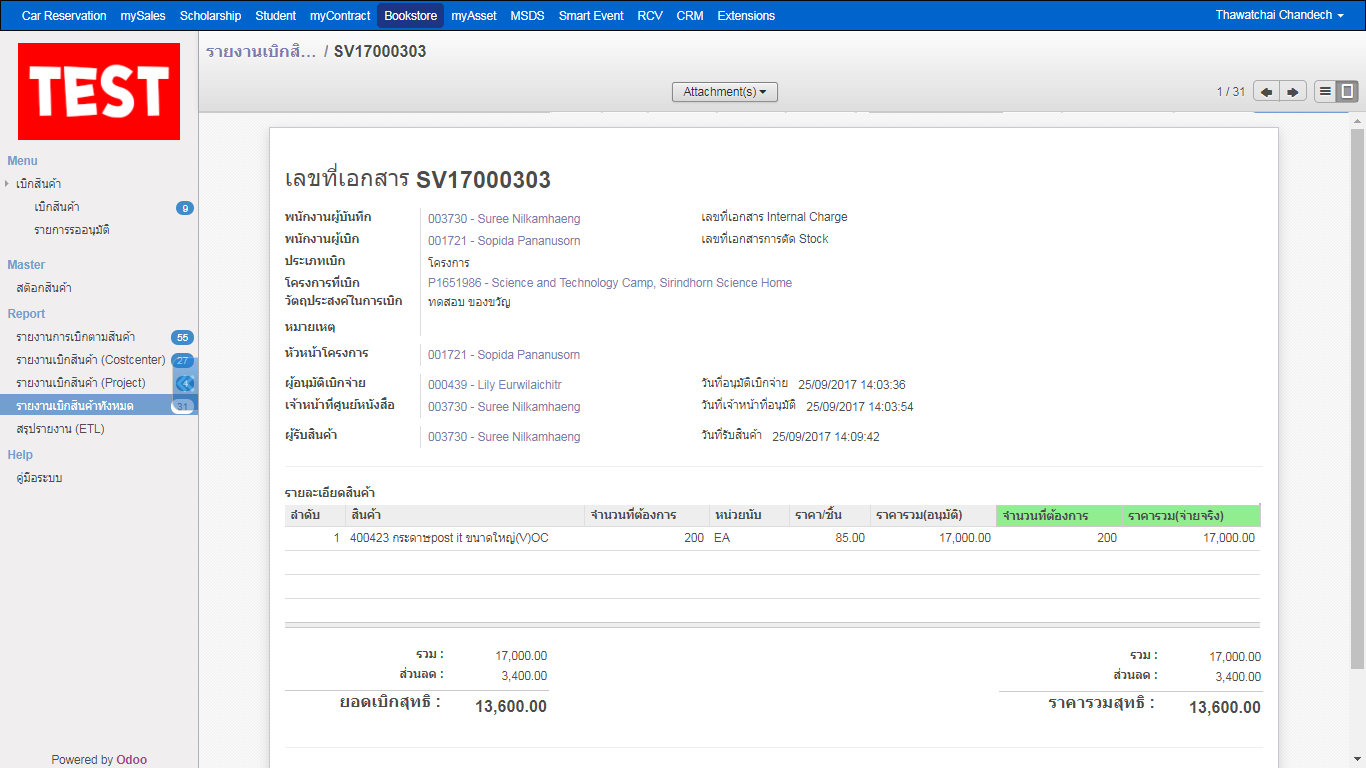 Car Reservation mySales Scholarship Student myContract Bookstore myAsset MSDS Smart Event RCV CRM Extensions Thawatchai Chandech
TEST
รายงานเบิกสิ... / SV17000303
Attachment(s)
1 / 31
Menu
เบิกสินค้า
เบิกสินค้า 9
รายการรออนุมัติ
Master
สต๊อกสินค้า
Report
รายงานการเบิกตามสินค้า 55
รายงานเบิกสินค้า (Costcenter) 27
รายงานเบิกสินค้า (Project) 4
รายงานเบิกสินค้าทั้งหมด 31
สรุปรายงาน (ETL)
Help
คู่มือระบบ
Powered by Odoo
เลขที่เอกสาร SV17000303
พนักงานผู้บันทึก 003730 - Suree Nilkamhaeng เลขที่เอกสาร Internal Charge
พนักงานผู้เบิก 001721 - Sopida Pananusorn เลขที่เอกสารการตัด Stock
ประเภทเบิก โครงการ
โครงการที่เบิก P1651986 - Science and Technology Camp, Sirindhorn Science Home
วัตถุประสงค์ในการเบิก ทดสอบ ของขวัญ
หมายเหตุ
หัวหน้าโครงการ 001721 - Sopida Pananusorn
ผู้อนุมัติเบิกจ่าย 000439 - Lily Eurwilaichitr วันที่อนุมัติเบิกจ่าย 25/09/2017 14:03:36
เจ้าหน้าที่ศูนย์หนังสือ 003730 - Suree Nilkamhaeng วันที่เจ้าหน้าที่อนุมัติ 25/09/2017 14:03:54
ผู้รับสินค้า 003730 - Suree Nilkamhaeng วันที่รับสินค้า 25/09/2017 14:09:42
รายละเอียดสินค้า
ลำดับ สินค้า จำนวนที่ต้องการ หน่วยนับ ราคา/ชิ้น ราคารวม(อนุมัติ) จำนวนที่ต้องการ ราคารวม(จ่ายจริง)
1 400423 กระดาษpost it ขนาดใหญ่(V)OC 200 EA 85.00 17,000.00 200 17,000.00
รวม : 17,000.00 รวม : 17,000.00
ส่วนลด : 3,400.00 ส่วนลด : 3,400.00
ยอดเบิกสุทธิ : 13,600.00 ราคารวมสุทธิ : 13,600.00